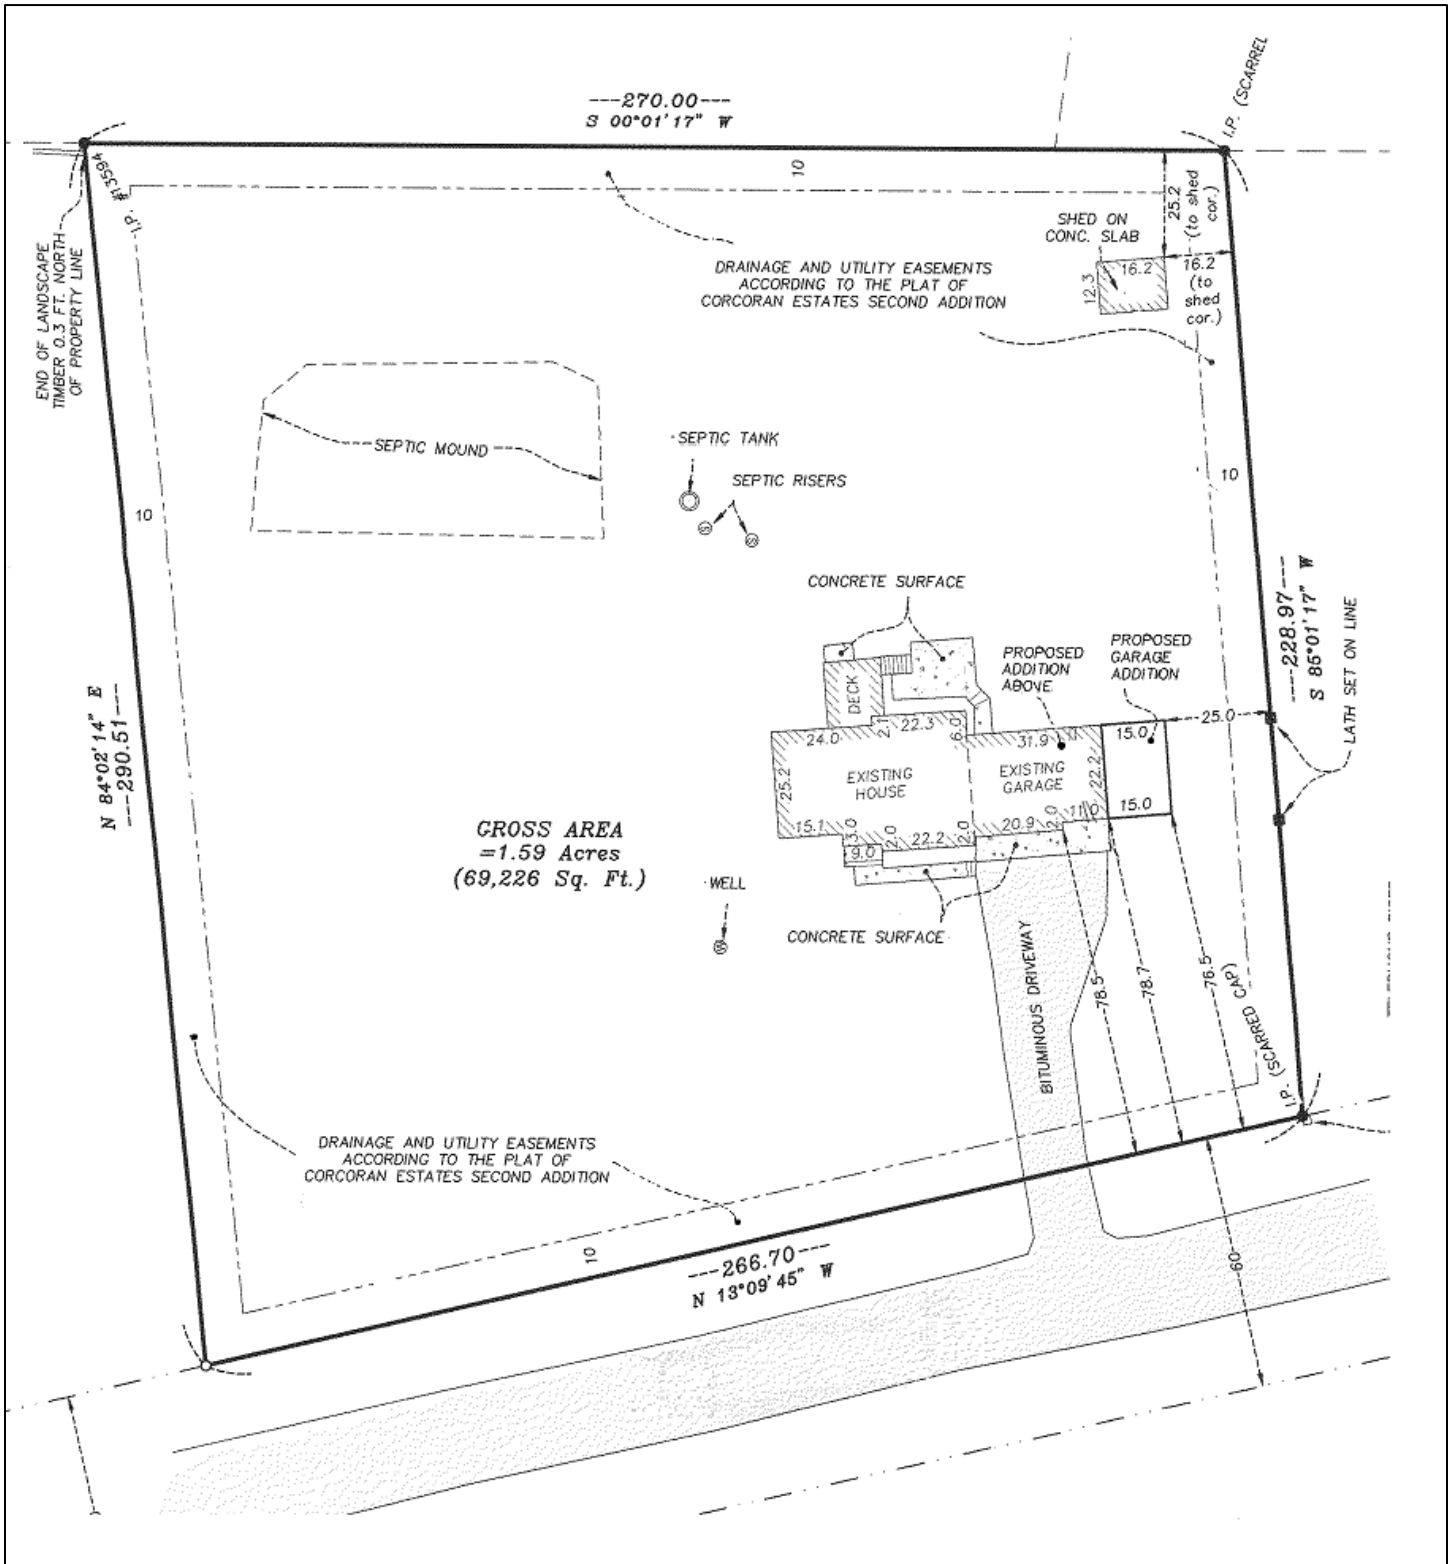 ---270.00---
S 00°01'17" W
I.P. (SCARREL
I.P. #13594
10
25.2
(to shed
cor.)
SHED ON
CONC. SLAB
16.2
12.3
16.2
(to
shed
cor.)
END OF LANDSCAPE
TIMBER 0.3 FT. NORTH
OF PROPERTY LINE
DRAINAGE AND UTILITY EASEMENTS
ACCORDING TO THE PLAT OF
CORCORAN ESTATES SECOND ADDITION
SEPTIC MOUND
SEPTIC TANK
SEPTIC RISERS
S
S
10
10
CONCRETE SURFACE
---228.97---
S 85°01'17" W
LATH SET ON LINE
PROPOSED
ADDITION
ABOVE
PROPOSED
GARAGE
ADDITION
DECK
N 84°02'14" E
---290.51---
24.0
2.1
22.3
6.0
31.9
15.0
25.0
25.2
EXISTING
HOUSE
EXISTING
GARAGE
22.2
15.1
3.0
2.0
22.2
2.0
20.9
2.0
11.0
15.0
9.0
GROSS AREA
=1.59 Acres
(69,226 Sq. Ft.)
WELL
W
CONCRETE SURFACE
BITUMINOUS DRIVEWAY
78.5
78.7
76.5
I.P. (SCARRED CAP)
DRAINAGE AND UTILITY EASEMENTS
ACCORDING TO THE PLAT OF
CORCORAN ESTATES SECOND ADDITION
10
---266.70---
N 13°09'45" W
60